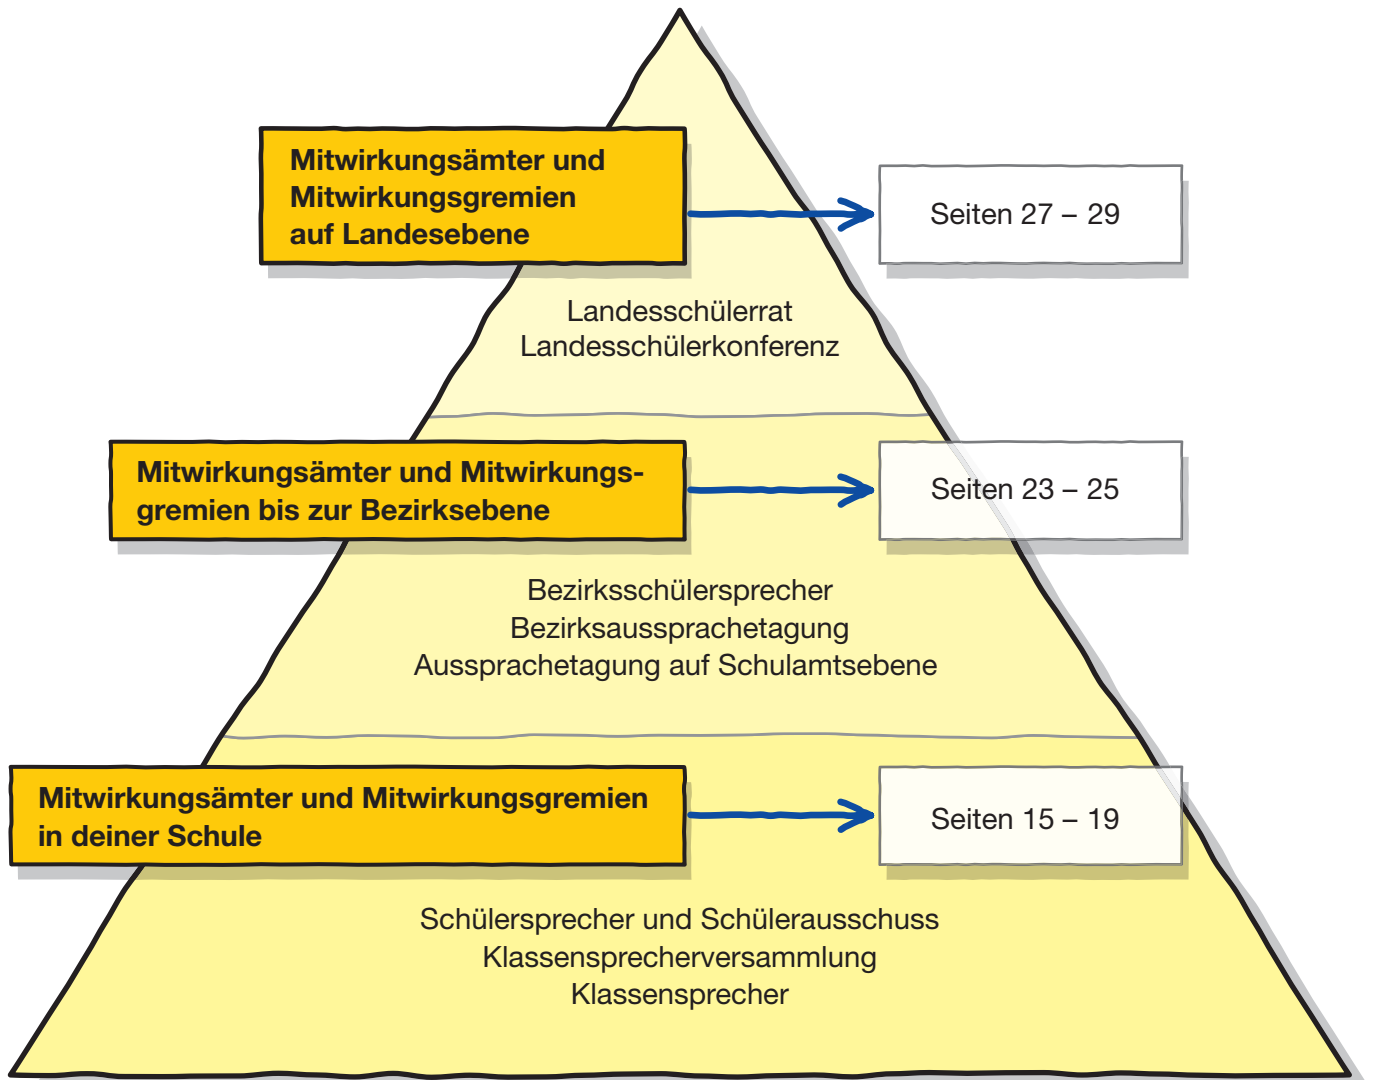 Mitwirkungsämter und
Mitwirkungsgremien
auf Landesebene
Seiten 27 – 29
Landesschülerrat
Landesschülerkonferenz
Mitwirkungsämter und Mitwirkungs-
gremien bis zur Bezirksebene
Seiten 23 – 25
Bezirksschülersprecher
Bezirksaussprachetagung
Aussprachetagung auf Schulamtsebene
Mitwirkungsämter und Mitwirkungsgremien
in deiner Schule
Seiten 15 – 19
Schülersprecher und Schülerausschuss
Klassensprecherversammlung
Klassensprecher